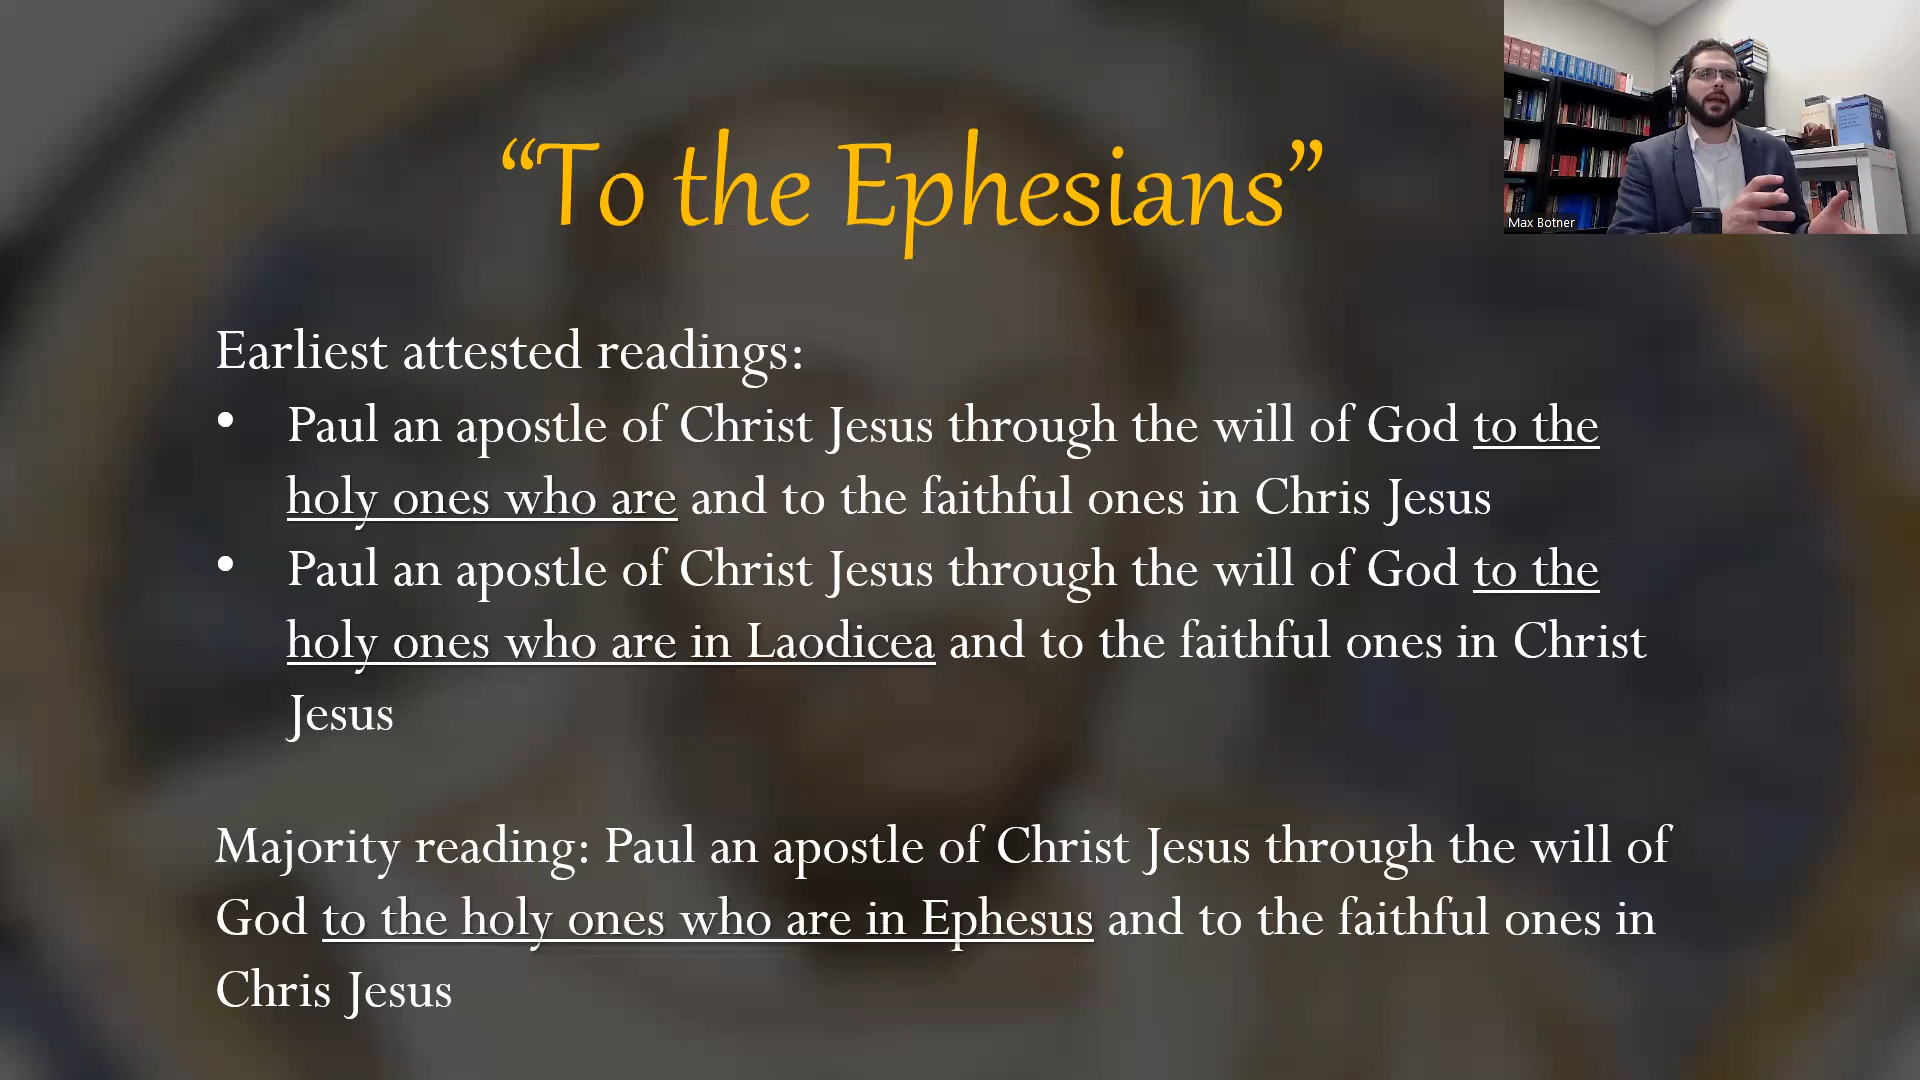 “To the Ephesians”
Max Botner
Earliest attested readings:
• Paul an apostle of Christ Jesus through the will of God to the
holy ones who are and to the faithful ones in Chris Jesus
• Paul an apostle of Christ Jesus through the will of God to the
holy ones who are in Laodicea and to the faithful ones in Christ
Jesus
Majority reading: Paul an apostle of Christ Jesus through the will of
God to the holy ones who are in Ephesus and to the faithful ones in
Chris Jesus